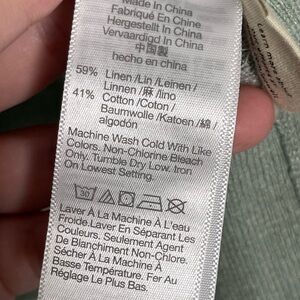 Made In China
Fabriqué En Chine
Hergestellt In China
Vervaardigd In China
中国製
hecho en china
59% Linen /Lin /Leinen /
Linnen / 麻 /lino
41% Cotton /Coton /
Baumwolle /Katoen / 綿 /
algodón
Machine Wash Cold With Like
Colors. Non-Chlorine Bleach
Only. Tumble Dry Low. Iron
On Lowest Setting.
30
Laver À La Machine À L'eau
Froide.Laver En Séparant Les
Couleurs. Seulement Agent
De Blanchiment Non-Chlore.
Sécher À La Machine À
Basse Température. Fer Au
Réglage Le Plus Bas.
Learn more